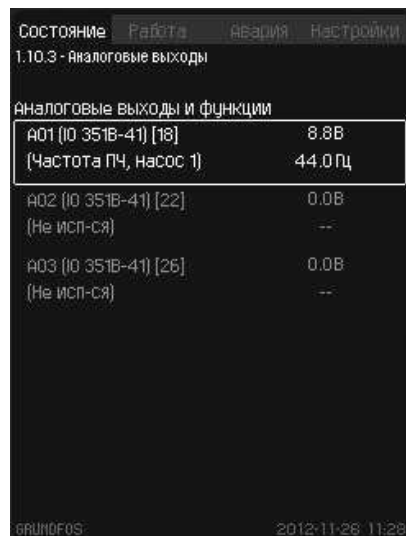 Состояние Работа Авария Настройки
1.10.3 - Аналоговые выходы
Аналоговые выходы и функции
AO1 (IO 351B-41) [18] 8.8В
(Частота ПЧ, насос 1) 44.0Гц
AO2 (IO 351B-41) [22] 0.0В
(Не исп-ся) --
AO3 (IO 351B-41) [26] 0.0В
(Не исп-ся) --
GRUNDFOS 2012-11-26 11:28